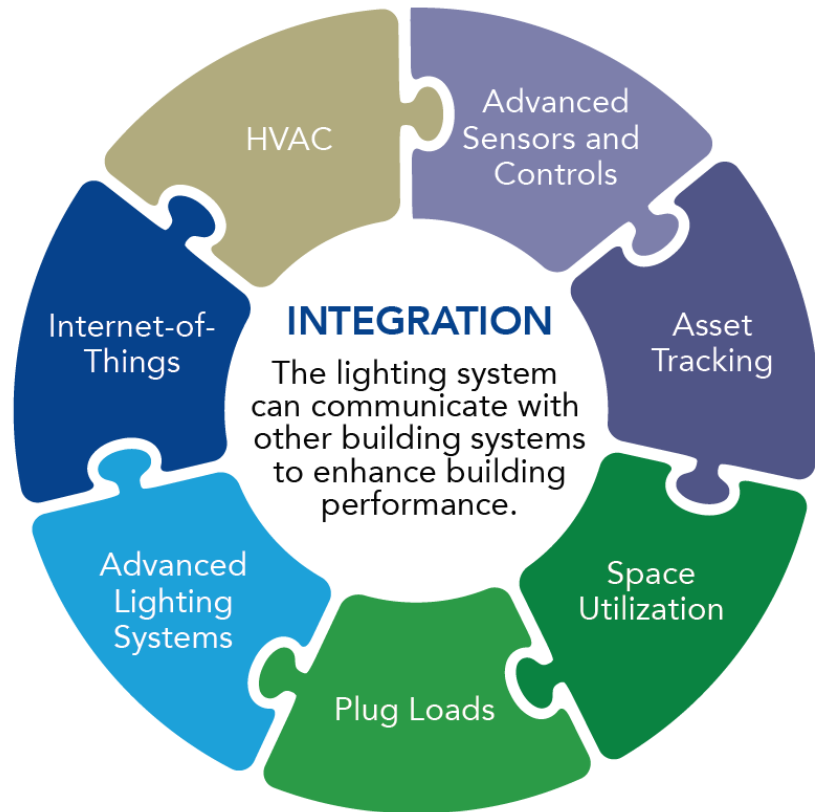 HVAC
Advanced
Sensors and
Controls
Asset
Tracking
Space
Utilization
Plug Loads
Advanced
Lighting
Systems
Internet-of-
Things
INTEGRATION
The lighting system
can communicate with
other building systems
to enhance building
performance.